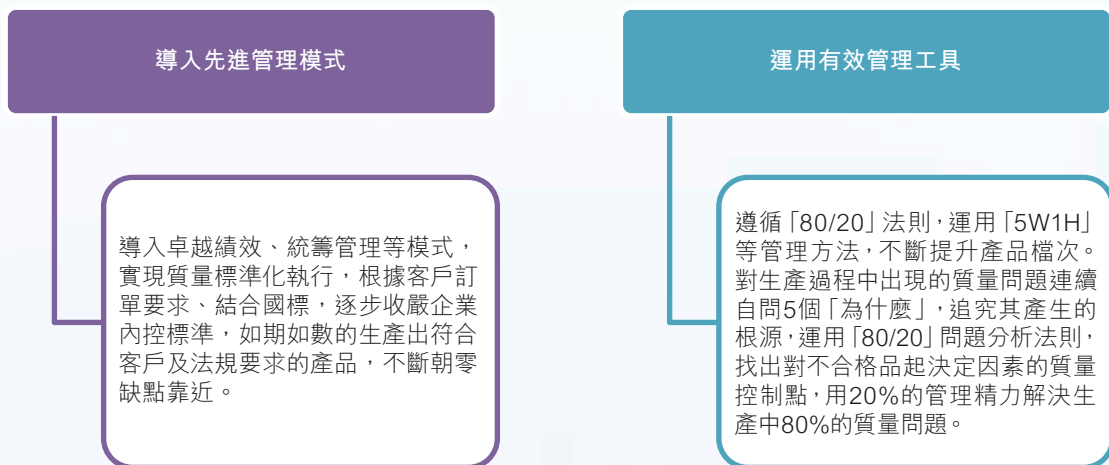 導入先進管理模式
導入卓越績效、統籌管理等模式，
實現質量標準化執行，根據客戶訂
單要求、結合國標，逐步收嚴企業
內控標準，如期如數的生產出符合
客戶及法規要求的產品，不斷朝零
缺點靠近。
運用有效管理工具
遵循「80/20」法則，運用「5W1H」
等管理方法，不斷提升產品檔次。
對生產過程中出現的質量問題連續
自問5個「為什麼」，追究其產生的
根源，運用「80/20」問題分析法則，
找出對不合格品起決定因素的質量
控制點，用20%的管理精力解決生
產中80%的質量問題。